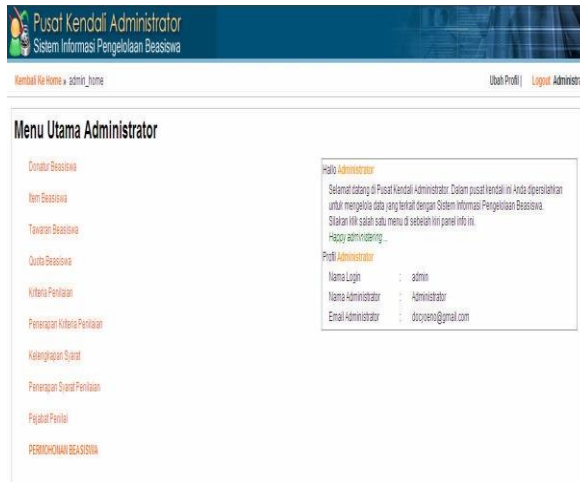 Pusat Kendali Administrator
Sistem Informasi Pengelolaan Beasiswa
Kembali Ke Home » admin_home
Ubah Profil | Logout Administra
Menu Utama Administrator
Donatur Beasiswa
Item Beasiswa
Tawaran Beasiswa
Quota Beasiswa
Kriteria Penilaian
Penerapan Kriteria Penilaian
Kelengkapan Syarat
Penerapan Syarat Penilaian
Pejabat Penilai
PERMOHONAN BEASISWA
Hallo Administrator
Selamat datang di Pusat Kendali Administrator. Dalam pusat kendali ini Anda dipersilahkan
untuk mengelola data yang terkait dengan Sistem Informasi Pengelolaan Beasiswa.
Silakan klik salah satu menu di sebelah kiri panel info ini.
Happy administering ...
Profil Administrator
Nama Login : admin
Nama Administrator : Administrator
Email Administrator : docyoeno@gmail.com